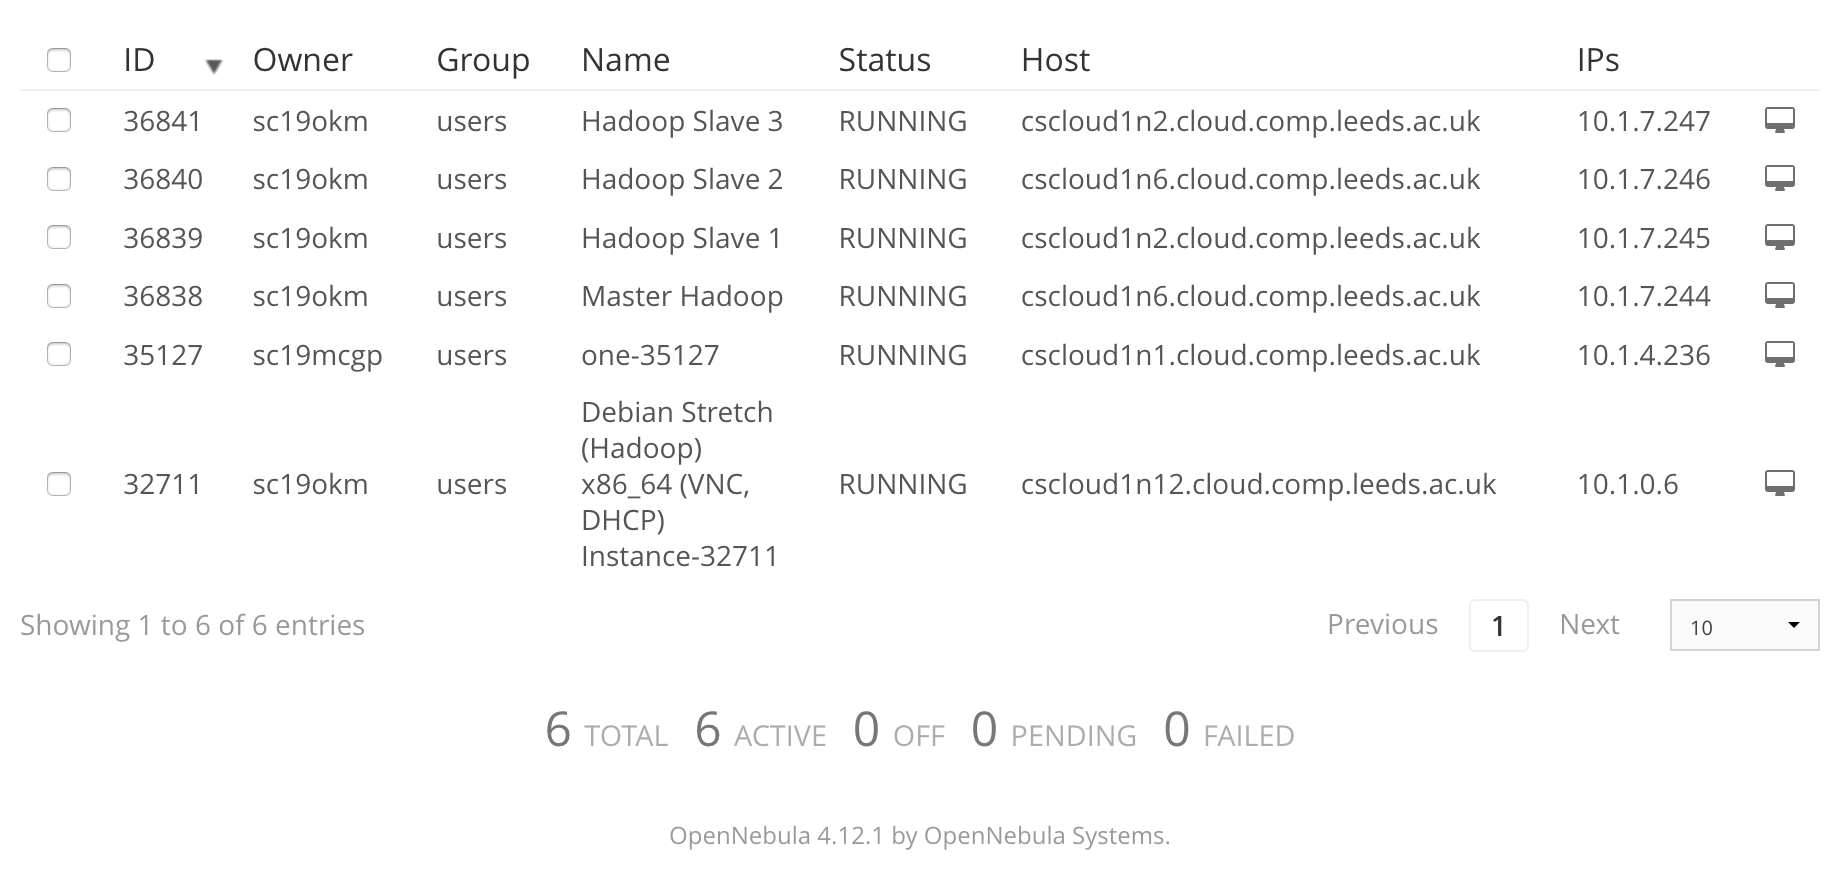 ID Owner Group Name Status Host IPs
36841 sc19okm users Hadoop Slave 3 RUNNING cscloud1n2.cloud.comp.leeds.ac.uk 10.1.7.247
36840 sc19okm users Hadoop Slave 2 RUNNING cscloud1n6.cloud.comp.leeds.ac.uk 10.1.7.246
36839 sc19okm users Hadoop Slave 1 RUNNING cscloud1n2.cloud.comp.leeds.ac.uk 10.1.7.245
36838 sc19okm users Master Hadoop RUNNING cscloud1n6.cloud.comp.leeds.ac.uk 10.1.7.244
35127 sc19mcgp users one-35127 RUNNING cscloud1n1.cloud.comp.leeds.ac.uk 10.1.4.236
Debian Stretch
(Hadoop)
32711 sc19okm users x86_64 (VNC, RUNNING cscloud1n12.cloud.comp.leeds.ac.uk 10.1.0.6
DHCP)
Instance-32711
Showing 1 to 6 of 6 entries Previous 1 Next 10
6 TOTAL 6 ACTIVE 0 OFF 0 PENDING 0 FAILED
OpenNebula 4.12.1 by OpenNebula Systems.